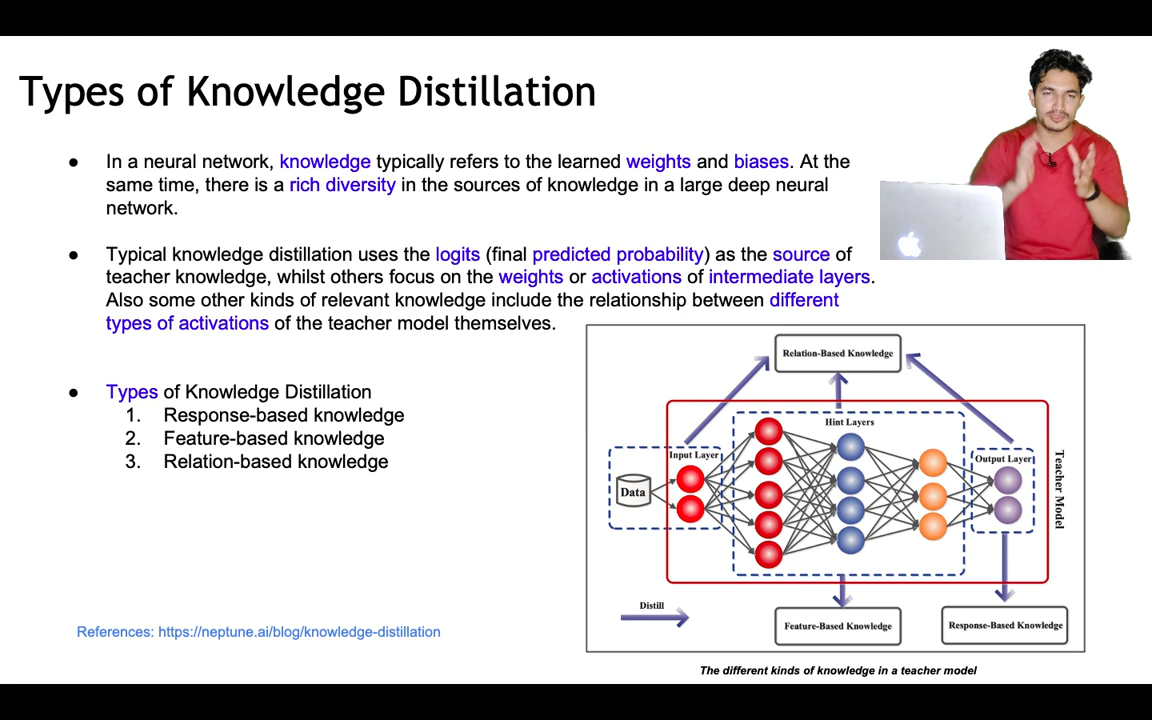 Types of Knowledge Distillation
● In a neural network, knowledge typically refers to the learned weights and biases. At the
same time, there is a rich diversity in the sources of knowledge in a large deep neural
network.
● Typical knowledge distillation uses the logits (final predicted probability) as the source of
teacher knowledge, whilst others focus on the weights or activations of intermediate layers.
Also some other kinds of relevant knowledge include the relationship between different
types of activations of the teacher model themselves.
● Types of Knowledge Distillation
1. Response-based knowledge
2. Feature-based knowledge
3. Relation-based knowledge
References: https://neptune.ai/blog/knowledge-distillation
Relation-Based Knowledge
Hint Layers
Input Layer
Output Layer
Data
Teacher Model
Distill
Feature-Based Knowledge
Response-Based Knowledge
The different kinds of knowledge in a teacher model